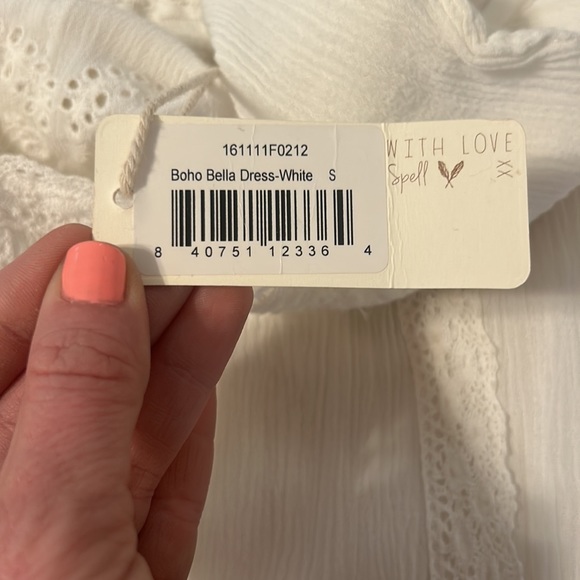 161111F0212
Boho Bella Dress-White S
8 40751 12336 4
WITH LOVE
Spell XX